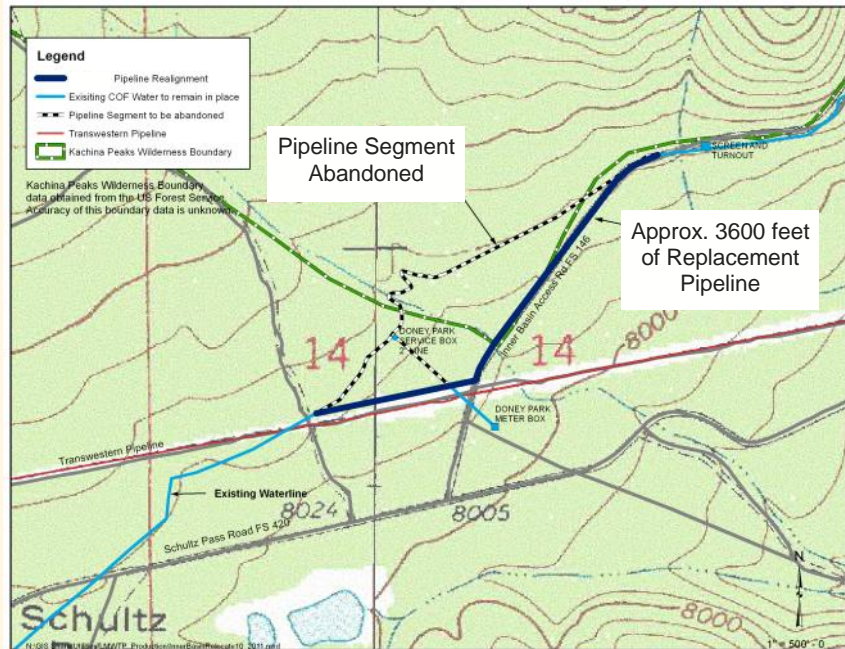 Legend
Pipeline Realignment
Exisiting COF Water to remain in place
Pipeline Segment to be abandoned
Transwestern Pipeline
Kachina Peaks Wilderness Boundary
Kachina Peaks Wilderness Boundary
data obtained from the US Forest Service
Accuracy of this boundary data is unknown
Pipeline Segment
Abandoned
SCREEN AND
TURNOUT
Approx. 3600 feet
of Replacement
Pipeline
Inner Basin Access Rd FS 146
8000
DONEY PARK
SERVICE BOX
2" LINE
14
14
DONEY PARK
METER BOX
Transwestern Pipeline
Existing Waterline
8024
8005
Schultz Pass Road FS 420
Schultz
8000
N
1" = 500'-0